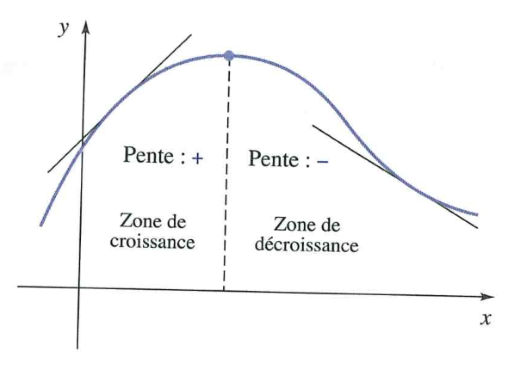 y
Pente : +
Pente : –
Zone de
croissance
Zone de
décroissance
x